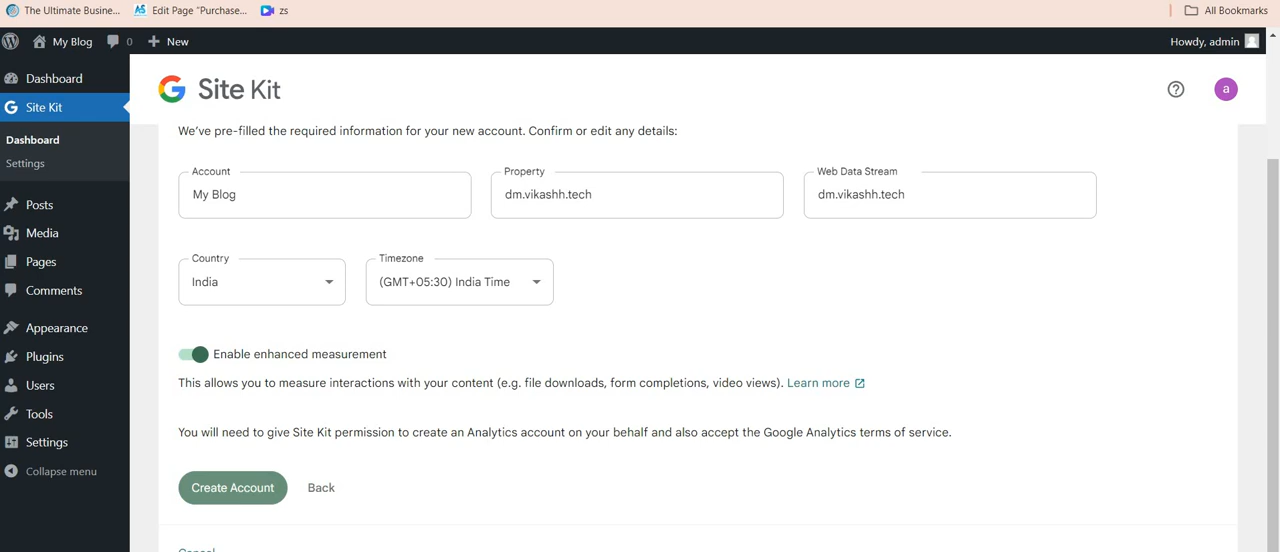 The Ultimate Busine... Edit Page "Purchase... zs All Bookmarks
My Blog 0 New Howdy, admin
Dashboard
Site Kit
Dashboard
Settings
Posts
Media
Pages
Comments
Appearance
Plugins
Users
Tools
Settings
Collapse menu
Site Kit
a
We've pre-filled the required information for your new account. Confirm or edit any details:
Account Property Web Data Stream
My Blog dm.vikashh.tech dm.vikashh.tech
Country Timezone
India (GMT+05:30) India Time
Enable enhanced measurement
This allows you to measure interactions with your content (e.g. file downloads, form completions, video views). Learn more
You will need to give Site Kit permission to create an Analytics account on your behalf and also accept the Google Analytics terms of service.
Create Account Back
Cancel